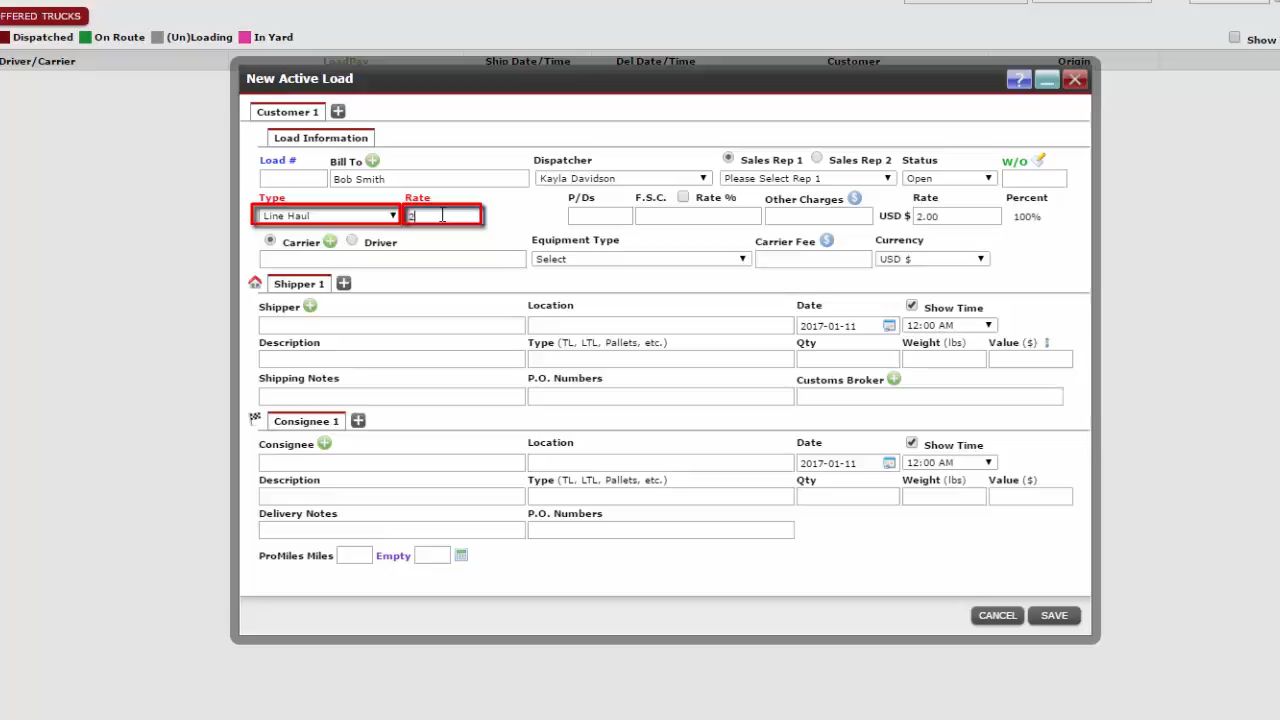 FFERED TRUCKS
Dispatched On Route (Un)Loading In Yard
Show
Driver/Carrier LoadPay Ship Date/Time Del Date/Time Customer Origin
New Active Load
?
Customer 1
Load Information
Load # Bill To Dispatcher Sales Rep 1 Sales Rep 2 Status W/O
Bob Smith Kayla Davidson Please Select Rep 1 Open
Type Rate P/Ds F.S.C. Rate % Other Charges $ Rate Percent
Line Haul 2 USD $ 2.00 100%
Carrier Driver Equipment Type Carrier Fee $ Currency
Select USD $
Shipper 1
Shipper Location Date Show Time
2017-01-11 12:00 AM
Description Type (TL, LTL, Pallets, etc.) Qty Weight (lbs) Value ($)
Shipping Notes P.O. Numbers Customs Broker
Consignee 1
Consignee Location Date Show Time
2017-01-11 12:00 AM
Description Type (TL, LTL, Pallets, etc.) Qty Weight (lbs) Value ($)
Delivery Notes P.O. Numbers
ProMiles Miles Empty
CANCEL SAVE